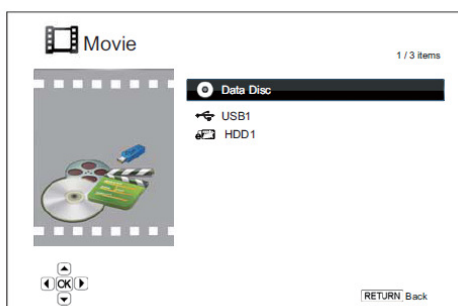 Movie
1 / 3 items
Data Disc
USB1
HDD1
OK
RETURN Back